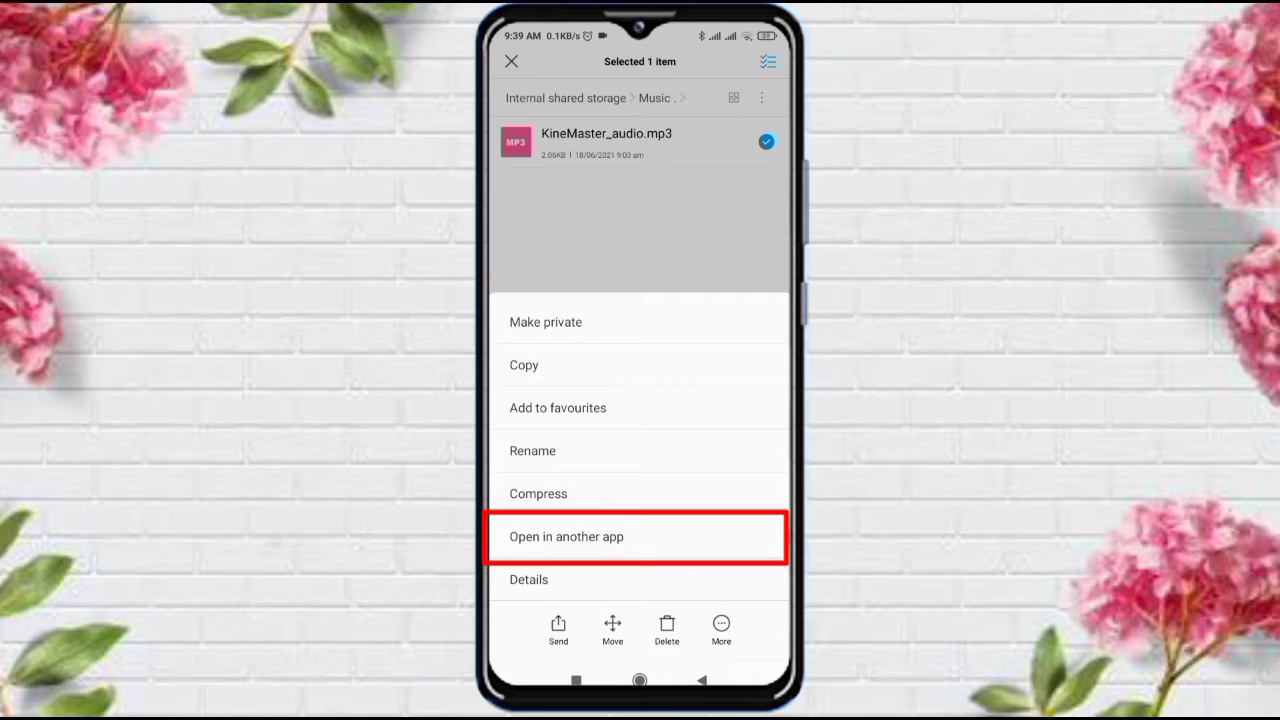 9:39 AM 0.1KB/s 33
Selected 1 item
Internal shared storage > Music . >
MP3 KineMaster_audio.mp3
2.06KB | 18/06/2021 9:03 am
Make private
Copy
Add to favourites
Rename
Compress
Open in another app
Details
Send Move Delete More